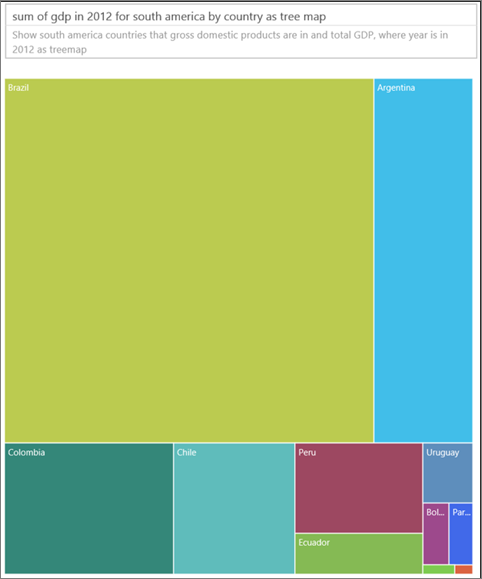 sum of gdp in 2012 for south america by country as tree map
Show south america countries that gross domestic products are in and total GDP, where year is in
2012 as treemap
Brazil
Argentina
Colombia
Chile
Peru
Uruguay
Bol...
Par...
Ecuador